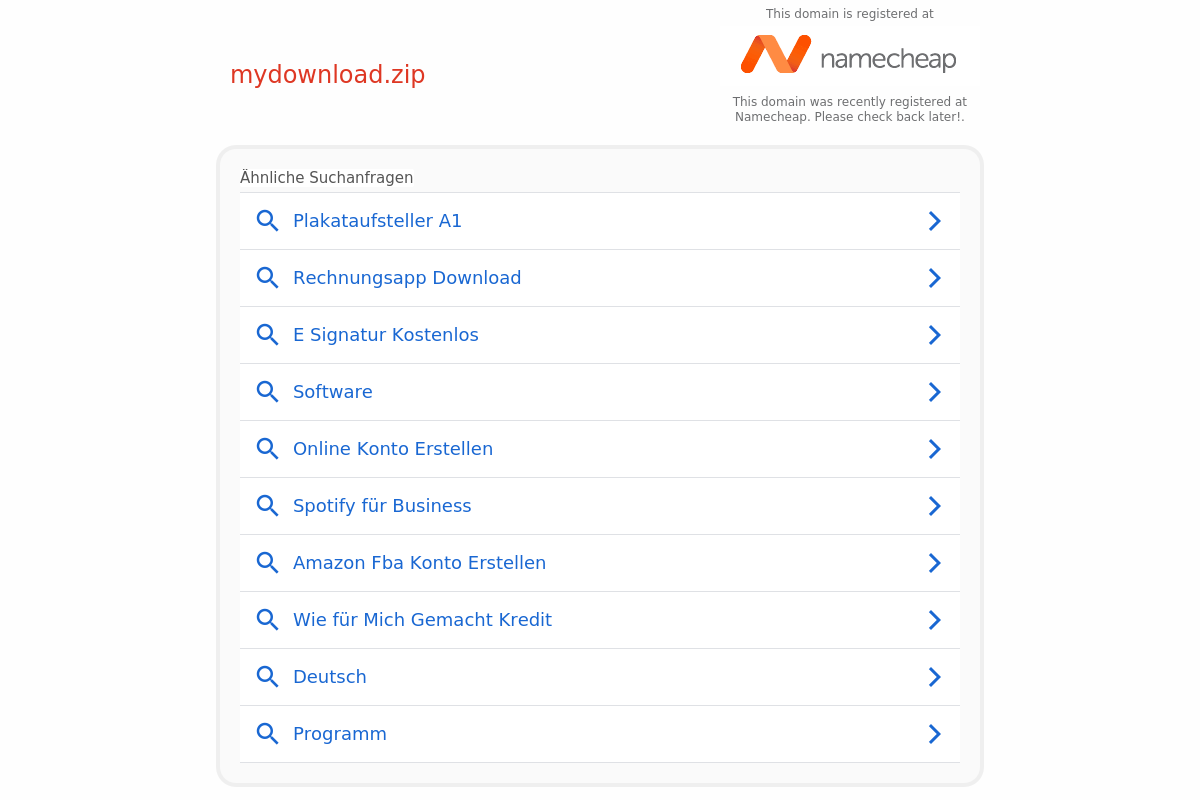 This domain is registered at
mydownload.zip
namecheap
This domain was recently registered at
Namecheap. Please check back later!.
Ähnliche Suchanfragen
Plakataufsteller A1
Rechnungsapp Download
E Signatur Kostenlos
Software
Online Konto Erstellen
Spotify für Business
Amazon Fba Konto Erstellen
Wie für Mich Gemacht Kredit
Deutsch
Programm